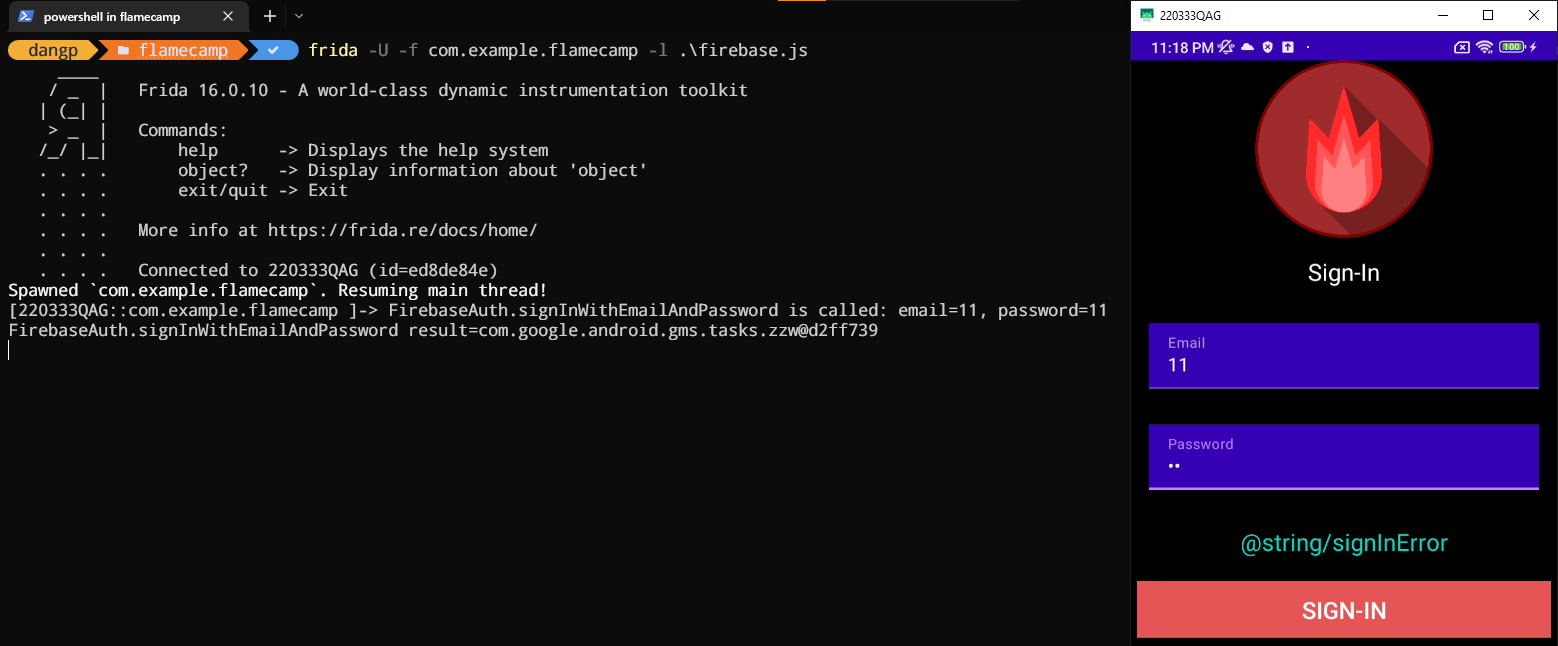 powershell in flamecamp
dangp flamecamp frida -U -f com.example.flamecamp -l .\firebase.js
____
/ _  |   Frida 16.0.10 - A world-class dynamic instrumentation toolkit
| (_| |
> _  |   Commands:
/_/ |_|       help      -> Displays the help system
. . . .       object?   -> Display information about 'object'
. . . .       exit/quit -> Exit
. . . .
. . . .   More info at https://frida.re/docs/home/
. . . .
. . . .   Connected to 220333QAG (id=ed8de84e)
Spawned `com.example.flamecamp`. Resuming main thread!
[220333QAG::com.example.flamecamp ]-> FirebaseAuth.signInWithEmailAndPassword is called: email=11, password=11
FirebaseAuth.signInWithEmailAndPassword result=com.google.android.gms.tasks.zzw@d2ff739
220333QAG
11:18 PM
100
Sign-In
Email
11
Password
••
@string/signInError
SIGN-IN